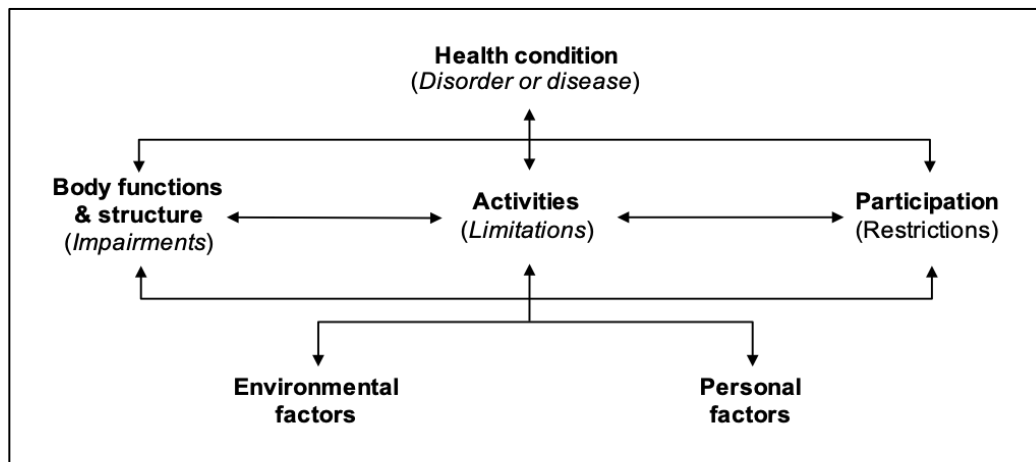 Health condition
(Disorder or disease)
Body functions
& structure
(Impairments)
Activities
(Limitations)
Participation
(Restrictions)
Environmental
factors
Personal
factors